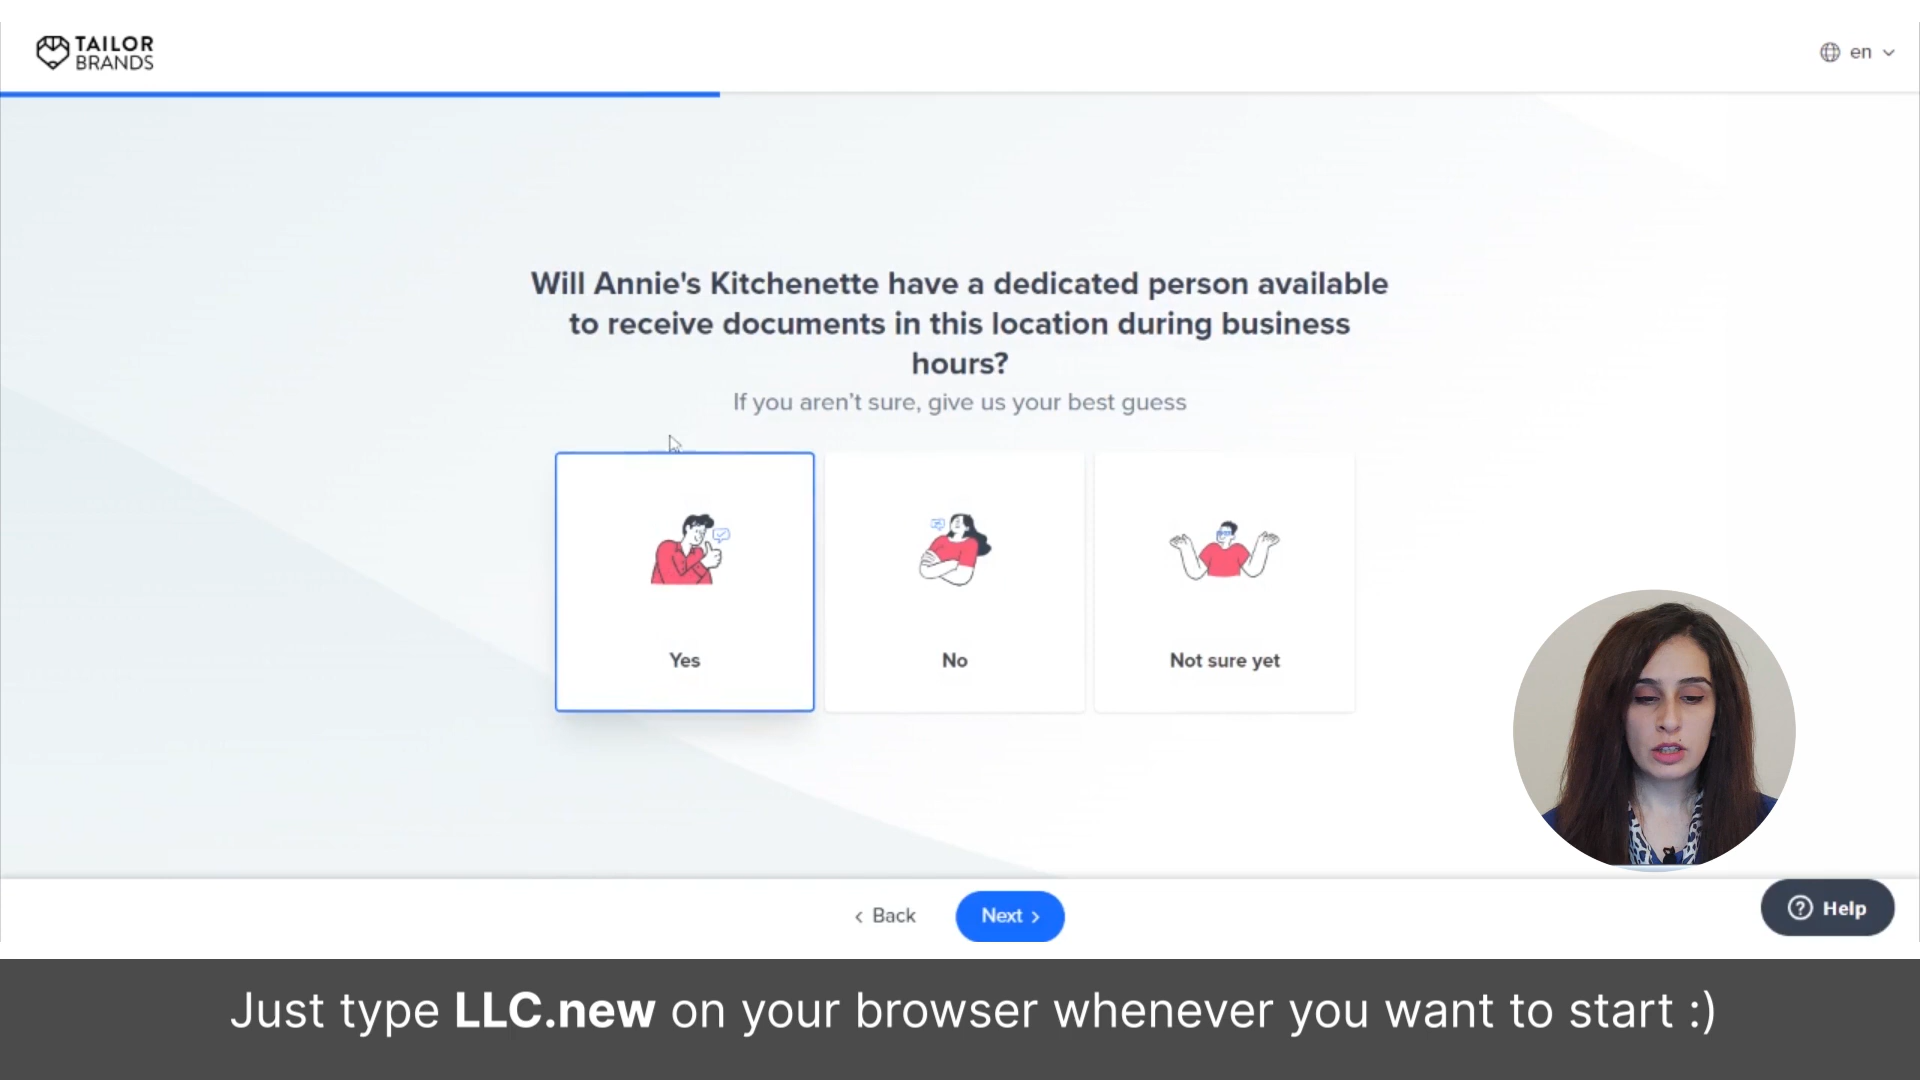 TAILOR
BRANDS
en
Will Annie's Kitchenette have a dedicated person available
to receive documents in this location during business
hours?
If you aren't sure, give us your best guess
Yes
No
Not sure yet
Back
Next
Help
Just type LLC.new on your browser whenever you want to start :)